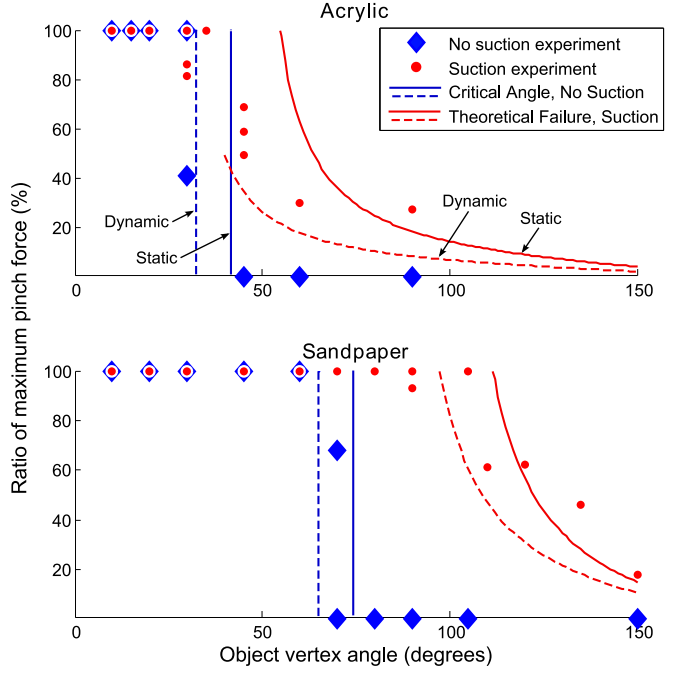 Acrylic
No suction experiment
Suction experiment
Critical Angle, No Suction
Theoretical Failure, Suction
100
80
60
40
20
Dynamic
Static
Dynamic
Static
0
50
100
150
Ratio of maximum pinch force (%)
Sandpaper
100
80
60
40
20
0
50
100
150
Object vertex angle (degrees)